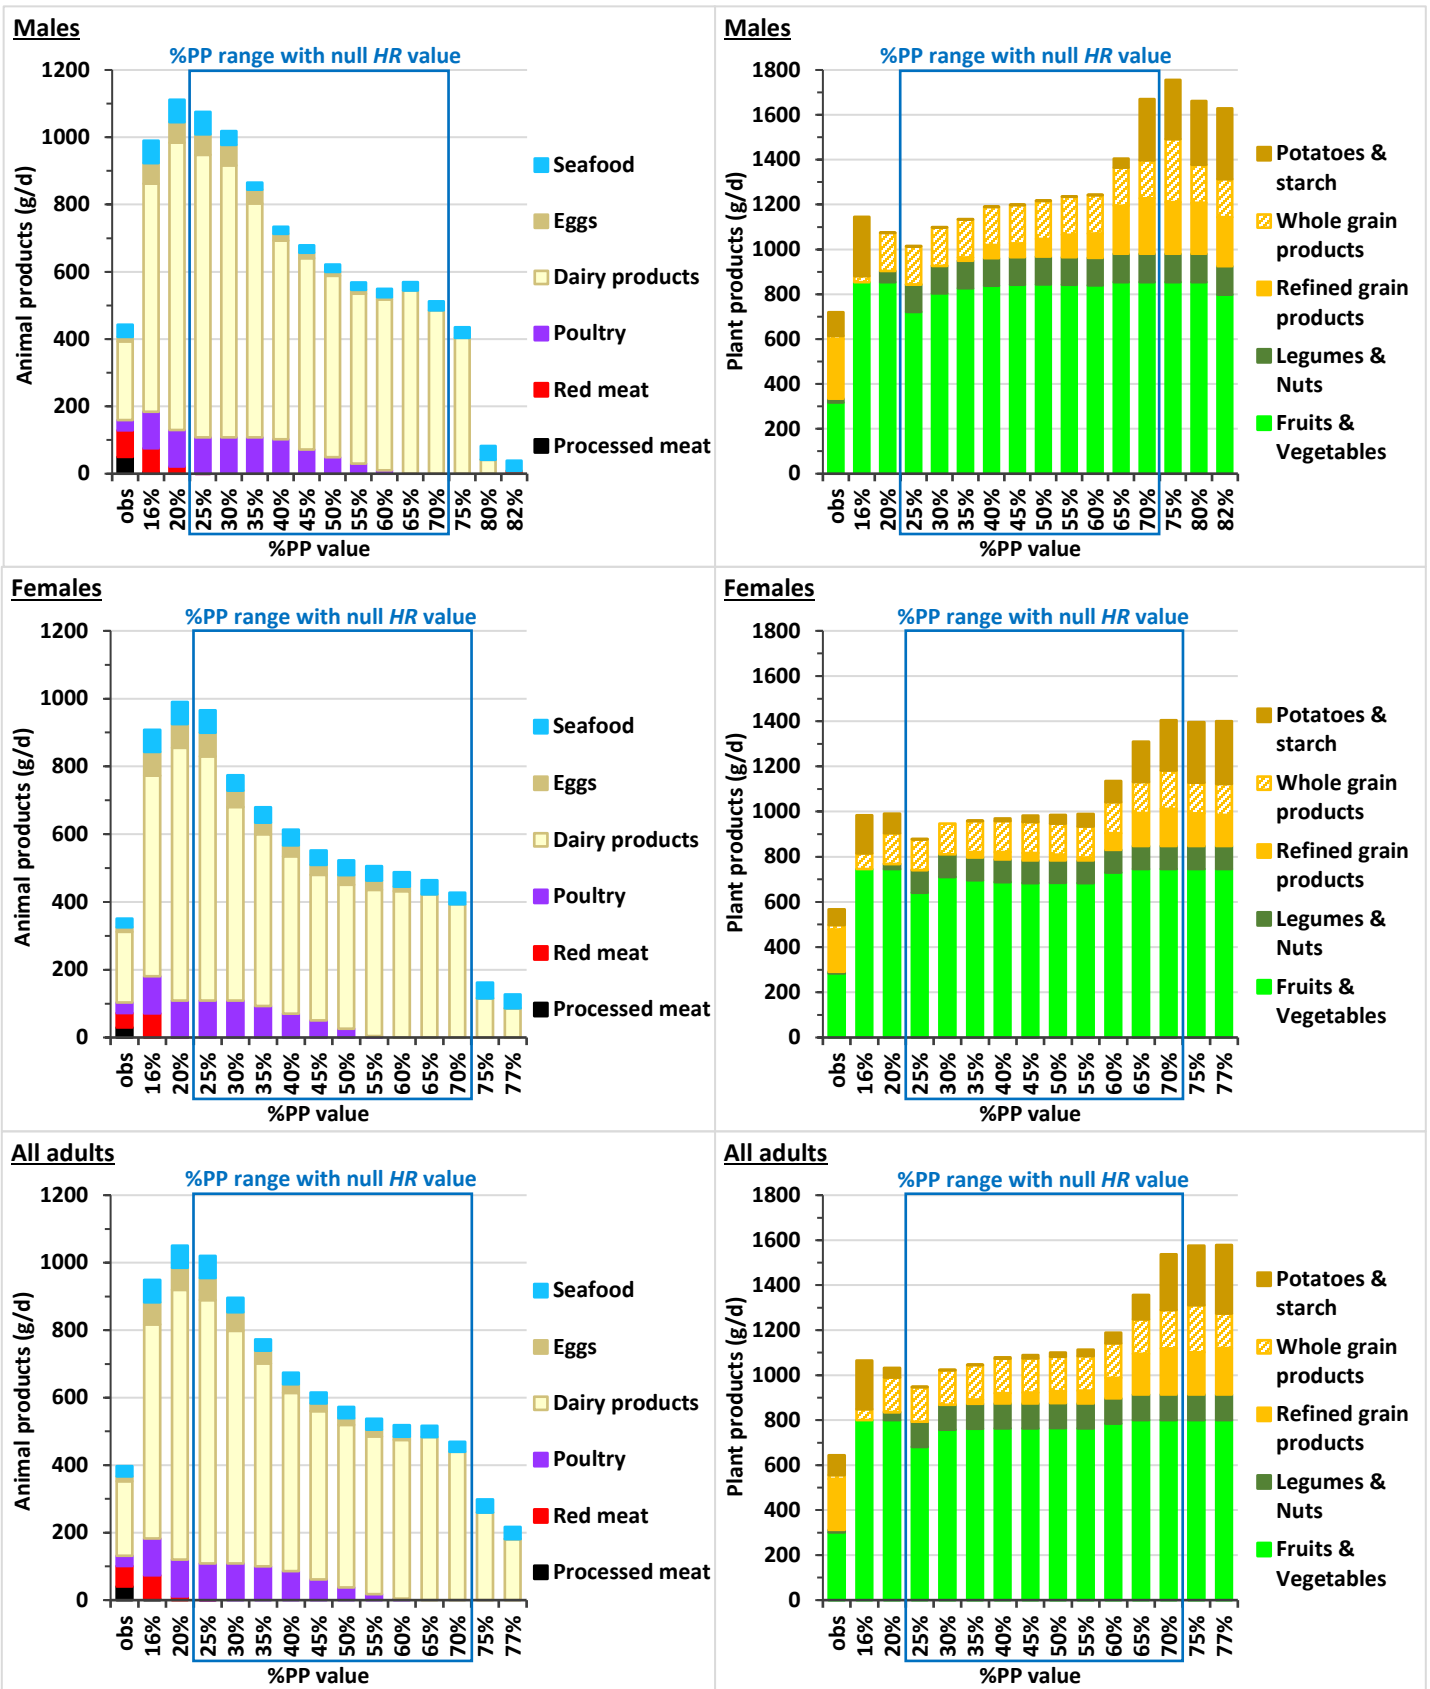 Males
%PP range with null HR value
1200
1000
800
600
400
200
0
Animal products (g/d)
obs
16%
20%
25%
30%
35%
40%
45%
50%
55%
60%
65%
70%
75%
80%
82%
%PP value
Seafood
Eggs
Dairy products
Poultry
Red meat
Processed meat
Males
%PP range with null HR value
1800
1600
1400
1200
1000
800
600
400
200
0
Plant products (g/d)
obs
16%
20%
25%
30%
35%
40%
45%
50%
55%
60%
65%
70%
75%
80%
82%
%PP value
Potatoes &
starch
Whole grain
products
Refined grain
products
Legumes &
Nuts
Fruits &
Vegetables
Females
%PP range with null HR value
1200
1000
800
600
400
200
0
Animal products (g/d)
obs
16%
20%
25%
30%
35%
40%
45%
50%
55%
60%
65%
70%
75%
77%
%PP value
Seafood
Eggs
Dairy products
Poultry
Red meat
Processed meat
%PP range with null HR value
1800
1600
1400
1200
1000
800
600
400
200
0
Plant products (g/d)
obs
16%
20%
25%
30%
35%
40%
45%
50%
55%
60%
65%
70%
75%
77%
%PP value
Females
Potatoes &
starch
Whole grain
products
Refined grain
products
Legumes &
Nuts
Fruits &
Vegetables
All adults
%PP range with null HR value
1200
1000
800
600
400
200
0
Animal products (g/d)
obs
16%
20%
25%
30%
35%
40%
45%
50%
55%
60%
65%
70%
75%
77%
%PP value
Seafood
Eggs
Dairy products
Poultry
Red meat
Processed meat
All adults
%PP range with null HR value
1800
1600
1400
1200
1000
800
600
400
200
0
Plant products (g/d)
obs
16%
20%
25%
30%
35%
40%
45%
50%
55%
60%
65%
70%
75%
77%
%PP value
Potatoes &
starch
Whole grain
products
Refined grain
products
Legumes &
Nuts
Fruits &
Vegetables